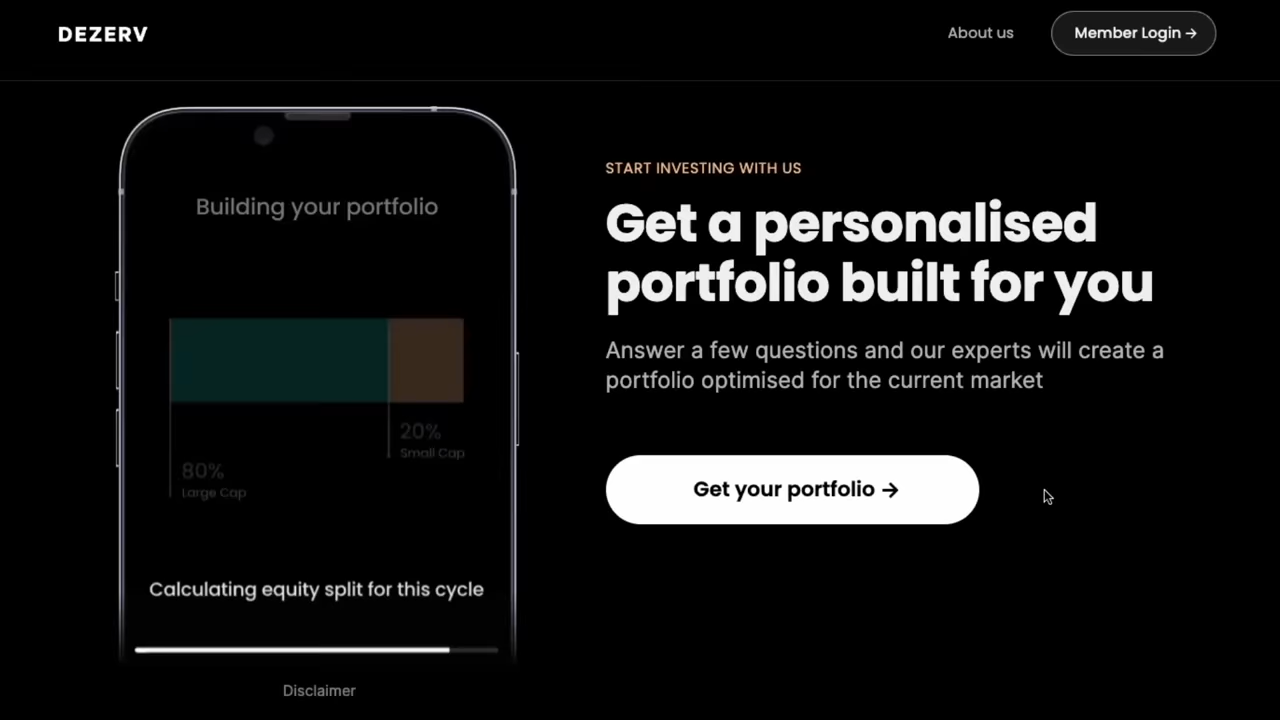 DEZERV
About us
Member Login →
Building your portfolio
20%
Small Cap
80%
Large Cap
Calculating equity split for this cycle
Disclaimer
START INVESTING WITH US
Get a personalised
portfolio built for you
Answer a few questions and our experts will create a
portfolio optimised for the current market
Get your portfolio →